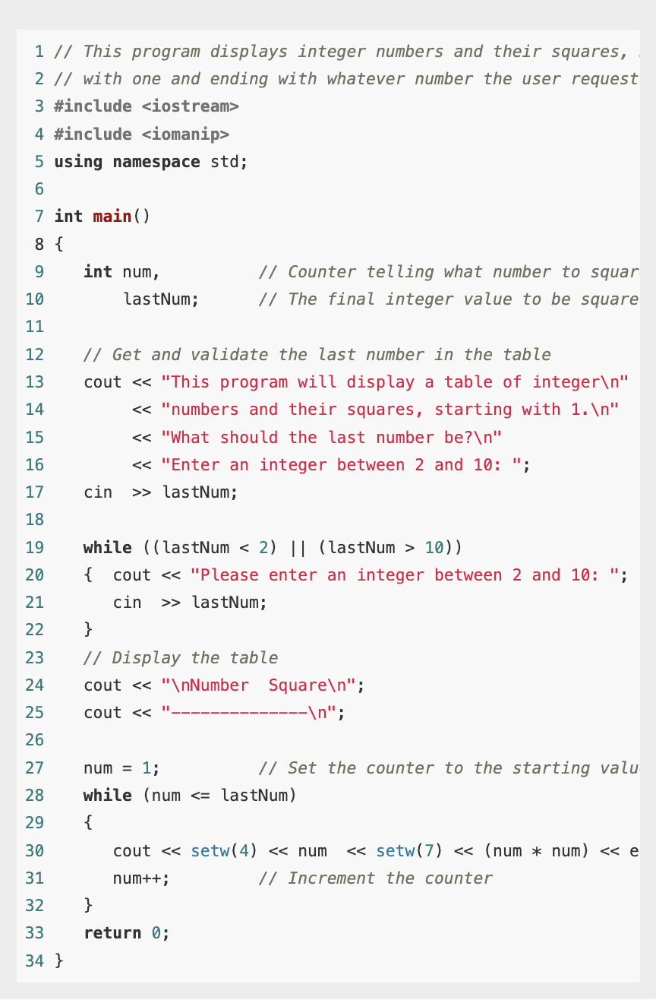 1 // This program displays integer numbers and their squares,
2 // with one and ending with whatever number the user request
3 #include <iostream>
4 #include <iomanip>
5 using namespace std;
6
7 int main()
8 {
9    int num,          // Counter telling what number to squar
10       lastNum;      // The final integer value to be square
11
12    // Get and validate the last number in the table
13    cout << "This program will display a table of integer\n"
14         << "numbers and their squares, starting with 1.\n"
15         << "What should the last number be?\n"
16         << "Enter an integer between 2 and 10: ";
17    cin  >> lastNum;
18
19    while ((lastNum < 2) || (lastNum > 10))
20    {  cout << "Please enter an integer between 2 and 10: ";
21       cin  >> lastNum;
22    }
23    // Display the table
24    cout << "\nNumber  Square\n";
25    cout << "--------------\n";
26
27    num = 1;          // Set the counter to the starting valu
28    while (num <= lastNum)
29    {
30       cout << setw(4) << num  << setw(7) << (num * num) << e
31       num++;         // Increment the counter
32    }
33    return 0;
34 }